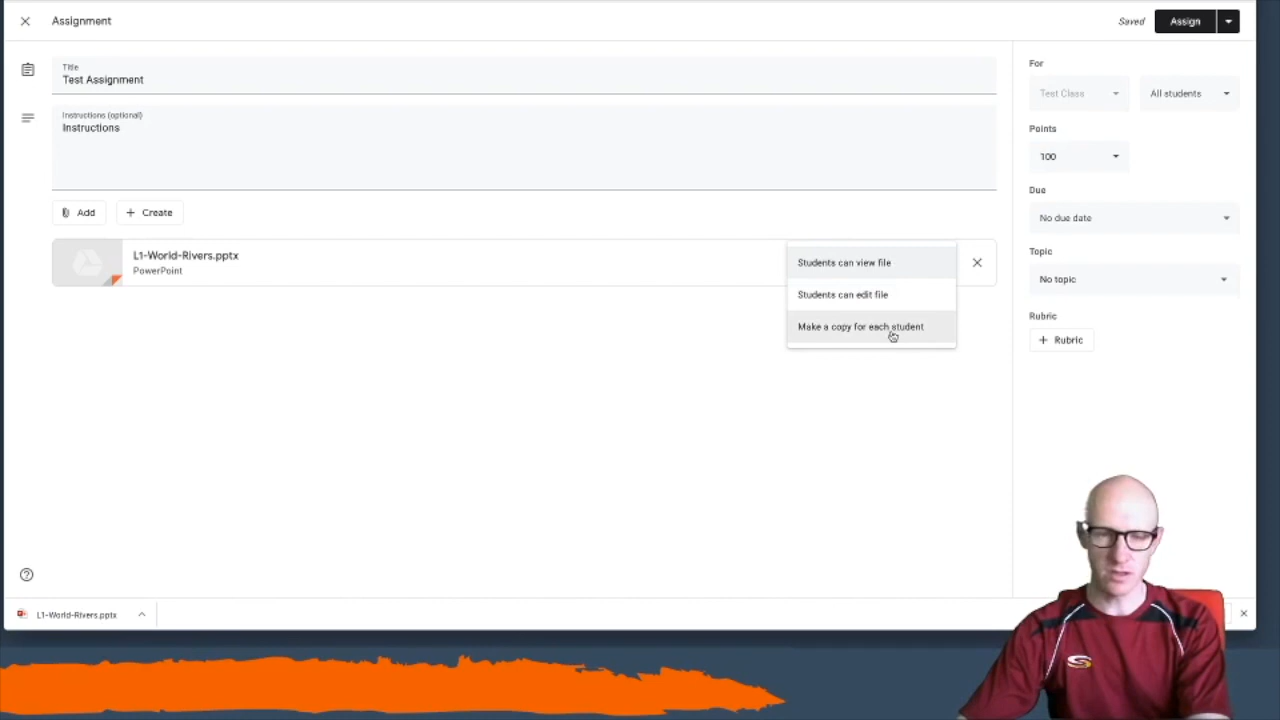 Assignment
Saved
Assign
Title
Test Assignment
Instructions (optional)
Instructions
Add
+ Create
L1-World-Rivers.pptx
PowerPoint
Students can view file
Students can edit file
Make a copy for each student
For
Test Class
All students
Points
100
Due
No due date
Topic
No topic
Rubric
+ Rubric
L1-World-Rivers.pptx